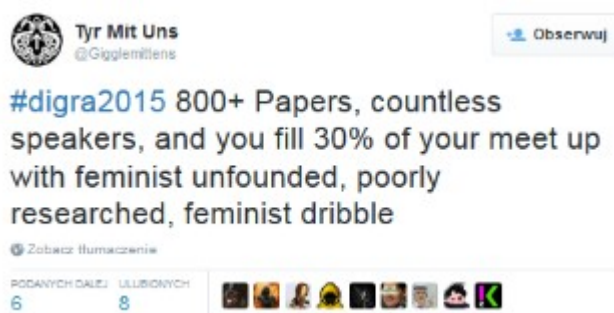 Tyr Mit Uns
@Gigglemittens
Obserwuj
#digra2015 800+ Papers, countless
speakers, and you fill 30% of your meet up
with feminist unfounded, poorly
researched, feminist dribble
Zobacz tłumaczenie
PODANYCH DALEJ ULUBIONYCH
6 8